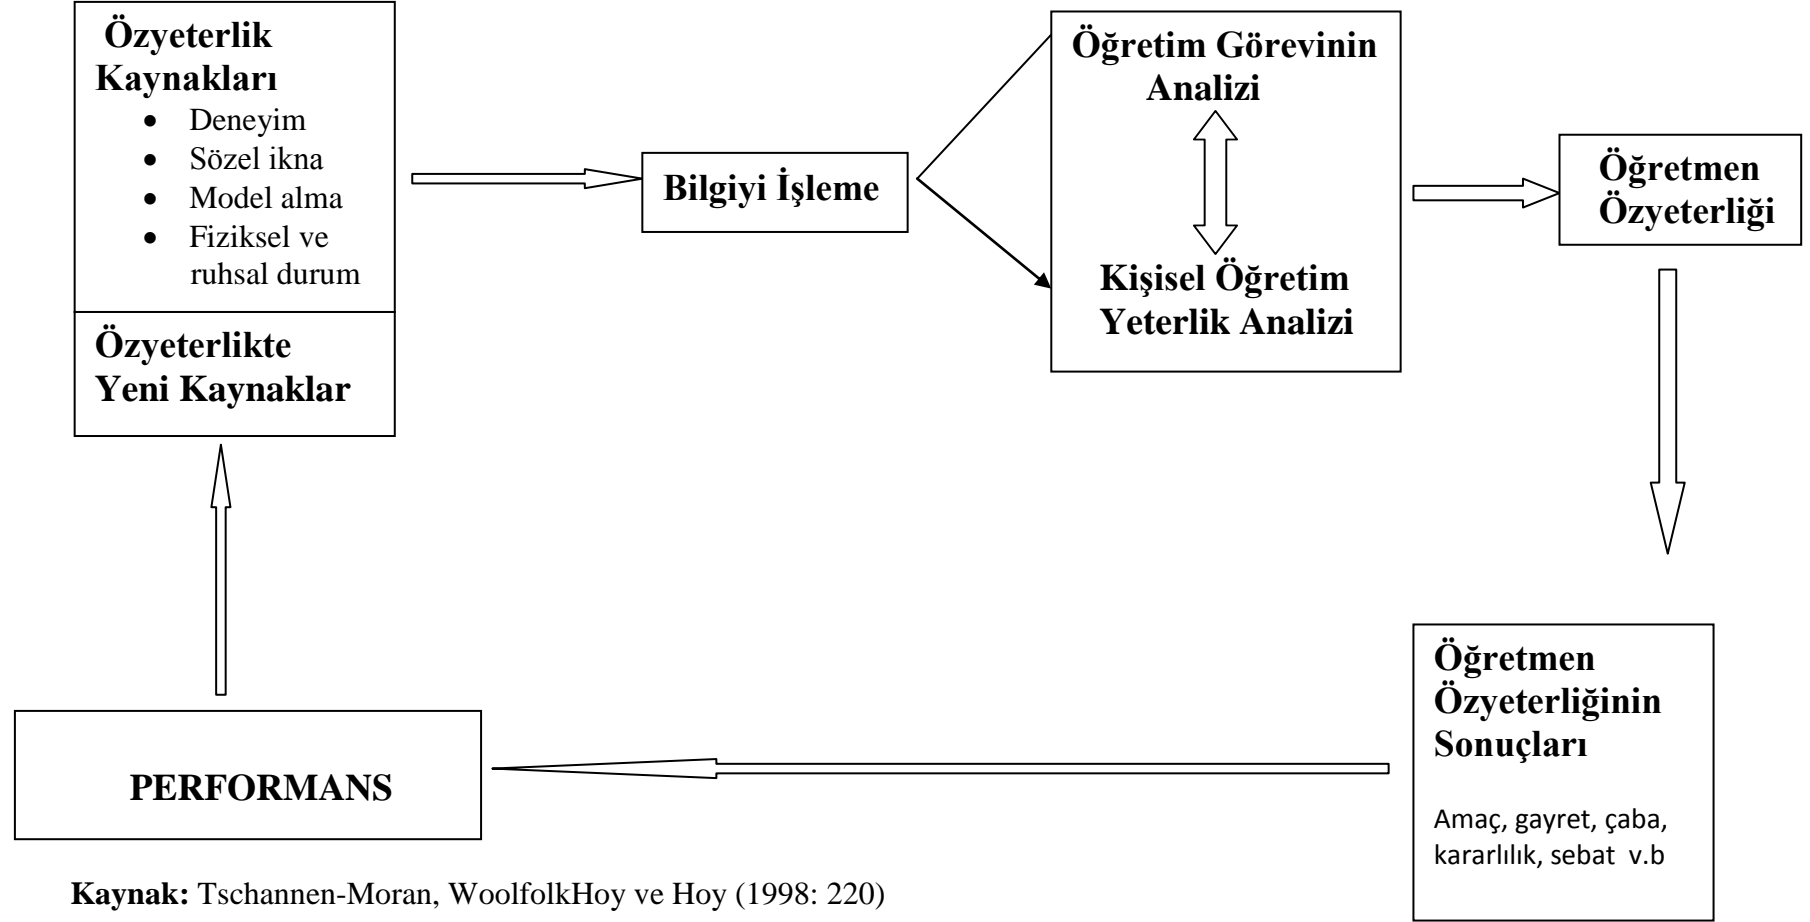 Özyeterlik
Kaynakları
• Deneyim
• Sözel ikna
• Model alma
• Fiziksel ve
ruhsal durum
Özyeterlikte
Yeni Kaynaklar
Bilgiyi İşleme
Öğretim Görevinin
Analizi
Kişisel Öğretim
Yeterlik Analizi
Öğretmen
Özyeterliği
Öğretmen
Özyeterliğinin
Sonuçları
Amaç, gayret, çaba,
kararlılık, sebat v.b
PERFORMANS
Kaynak: Tschannen-Moran, WoolfolkHoy ve Hoy (1998: 220)